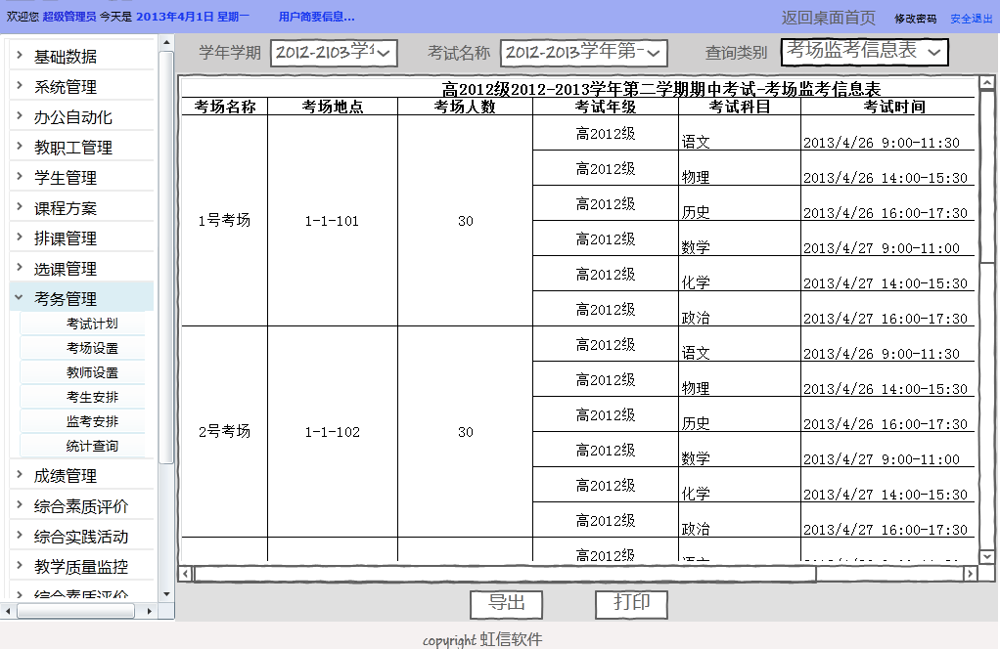 欢迎您 超级管理员 今天是 2013年4月1日 星期一 用户简要信息... 返回桌面首页 修改密码 安全退出
学年学期 2012-2103学年 考试名称 2012-2013学年第一 查询类别 考场监考信息表
基础数据
系统管理
办公自动化
教职工管理
学生管理
课程方案
排课管理
选课管理
考务管理
考试计划
考场设置
教师设置
考生安排
监考安排
统计查询
成绩管理
综合素质评价
综合实践活动
教学质量监控
综合素质评价
高2012级2012-2013学年第二学期期中考试-考场监考信息表
考场名称 考场地点 考场人数 考试年级 考试科目 考试时间
1号考场 1-1-101 30
高2012级 语文 2013/4/26 9:00-11:30
高2012级 物理 2013/4/26 14:00-15:30
高2012级 历史 2013/4/26 16:00-17:30
高2012级 数学 2013/4/27 9:00-11:00
高2012级 化学 2013/4/27 14:00-15:30
高2012级 政治 2013/4/27 16:00-17:30
2号考场 1-1-102 30
高2012级 语文 2013/4/26 9:00-11:30
高2012级 物理 2013/4/26 14:00-15:30
高2012级 历史 2013/4/26 16:00-17:30
高2012级 数学 2013/4/27 9:00-11:00
高2012级 化学 2013/4/27 14:00-15:30
高2012级 政治 2013/4/27 16:00-17:30
高2012级
导出 打印
copyright 虹信软件